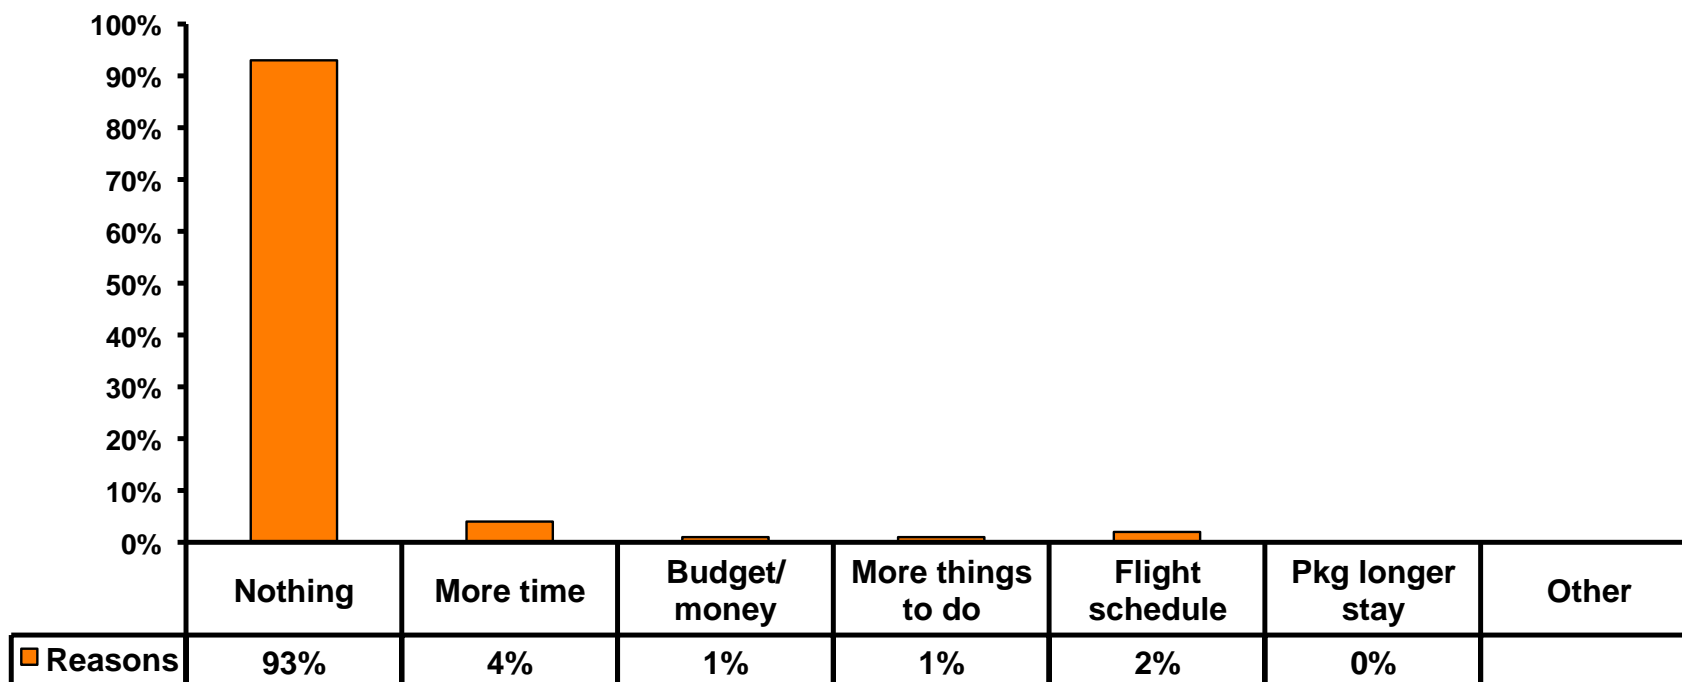 100%
90%
80%
70%
60%
50%
40%
30%
20%
10%
0%
Nothing
More time
Budget/
money
More things
to do
Flight
schedule
Pkg longer
stay
Other
Reasons 93% 4% 1% 1% 2% 0%